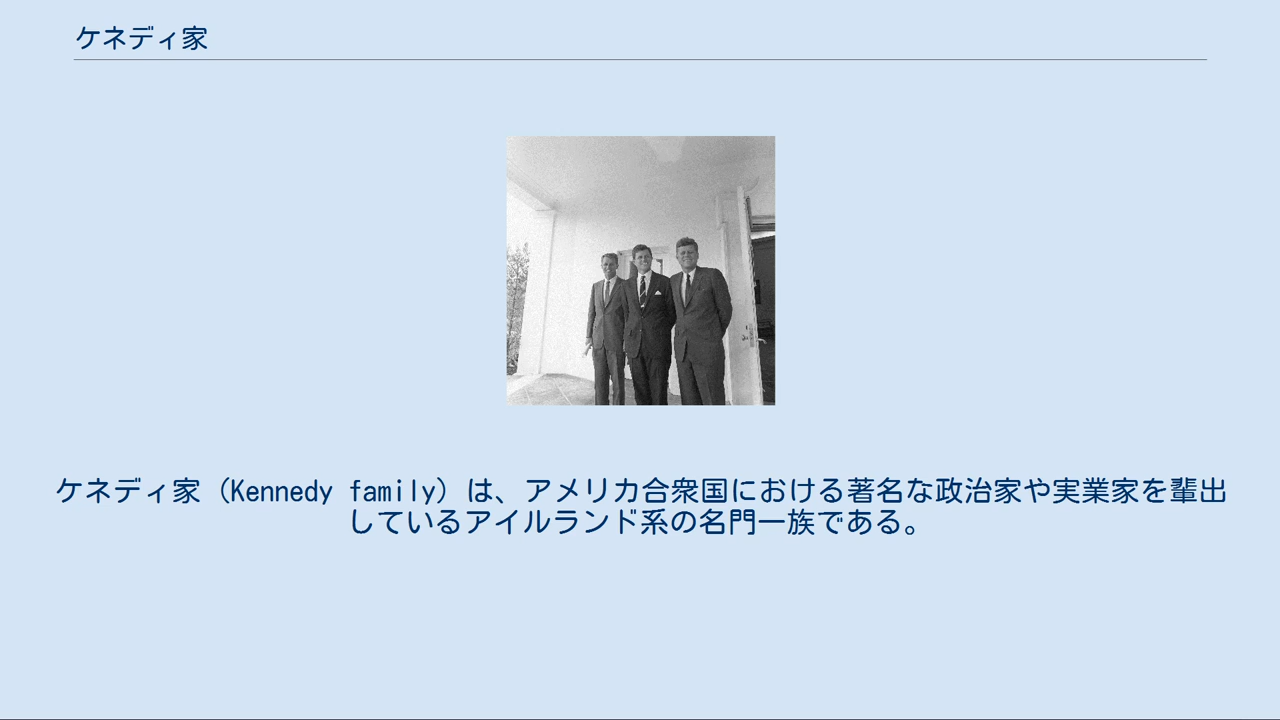 ケネディ家
ケネディ家（Kennedy family）は、アメリカ合衆国における著名な政治家や実業家を輩出
しているアイルランド系の名門一族である。